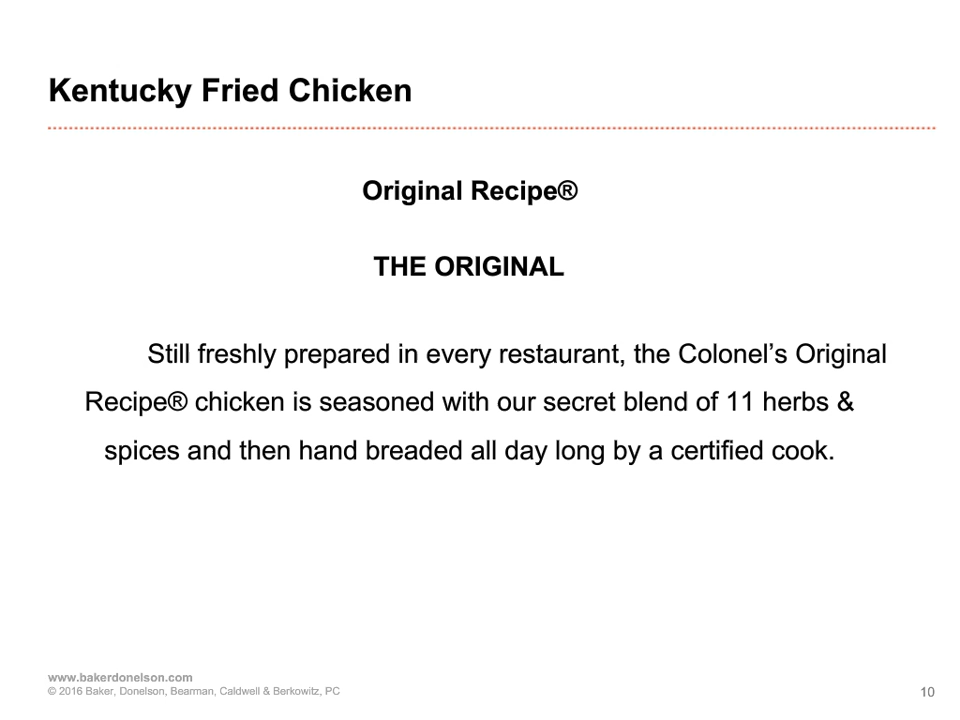 Kentucky Fried Chicken
Original Recipe®
THE ORIGINAL
Still freshly prepared in every restaurant, the Colonel’s Original
Recipe® chicken is seasoned with our secret blend of 11 herbs &
spices and then hand breaded all day long by a certified cook.
www.bakerdonelson.com
© 2016 Baker, Donelson, Bearman, Caldwell & Berkowitz, PC
10